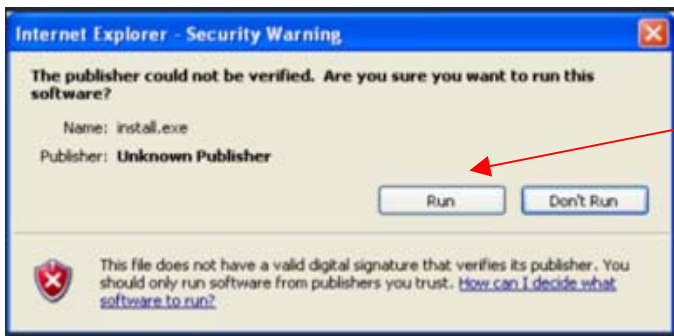 Internet Explorer - Security Warning
The publisher could not be verified. Are you sure you want to run this
software?
Name: install.exe
Publisher: Unknown Publisher
Run Don't Run
This file does not have a valid digital signature that verifies its publisher. You
should only run software from publishers you trust. How can I decide what
software to run?